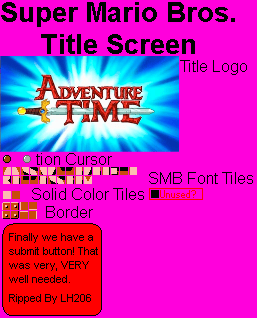 Super Mario Bros.
Title Screen
Title Logo
ADVENTURE
TIME
tion Cursor
SMB Font Tiles
Solid Color Tiles
Unused?
Border
Finally we have a
submit button! That
was very, VERY
well needed.
Ripped By LH206